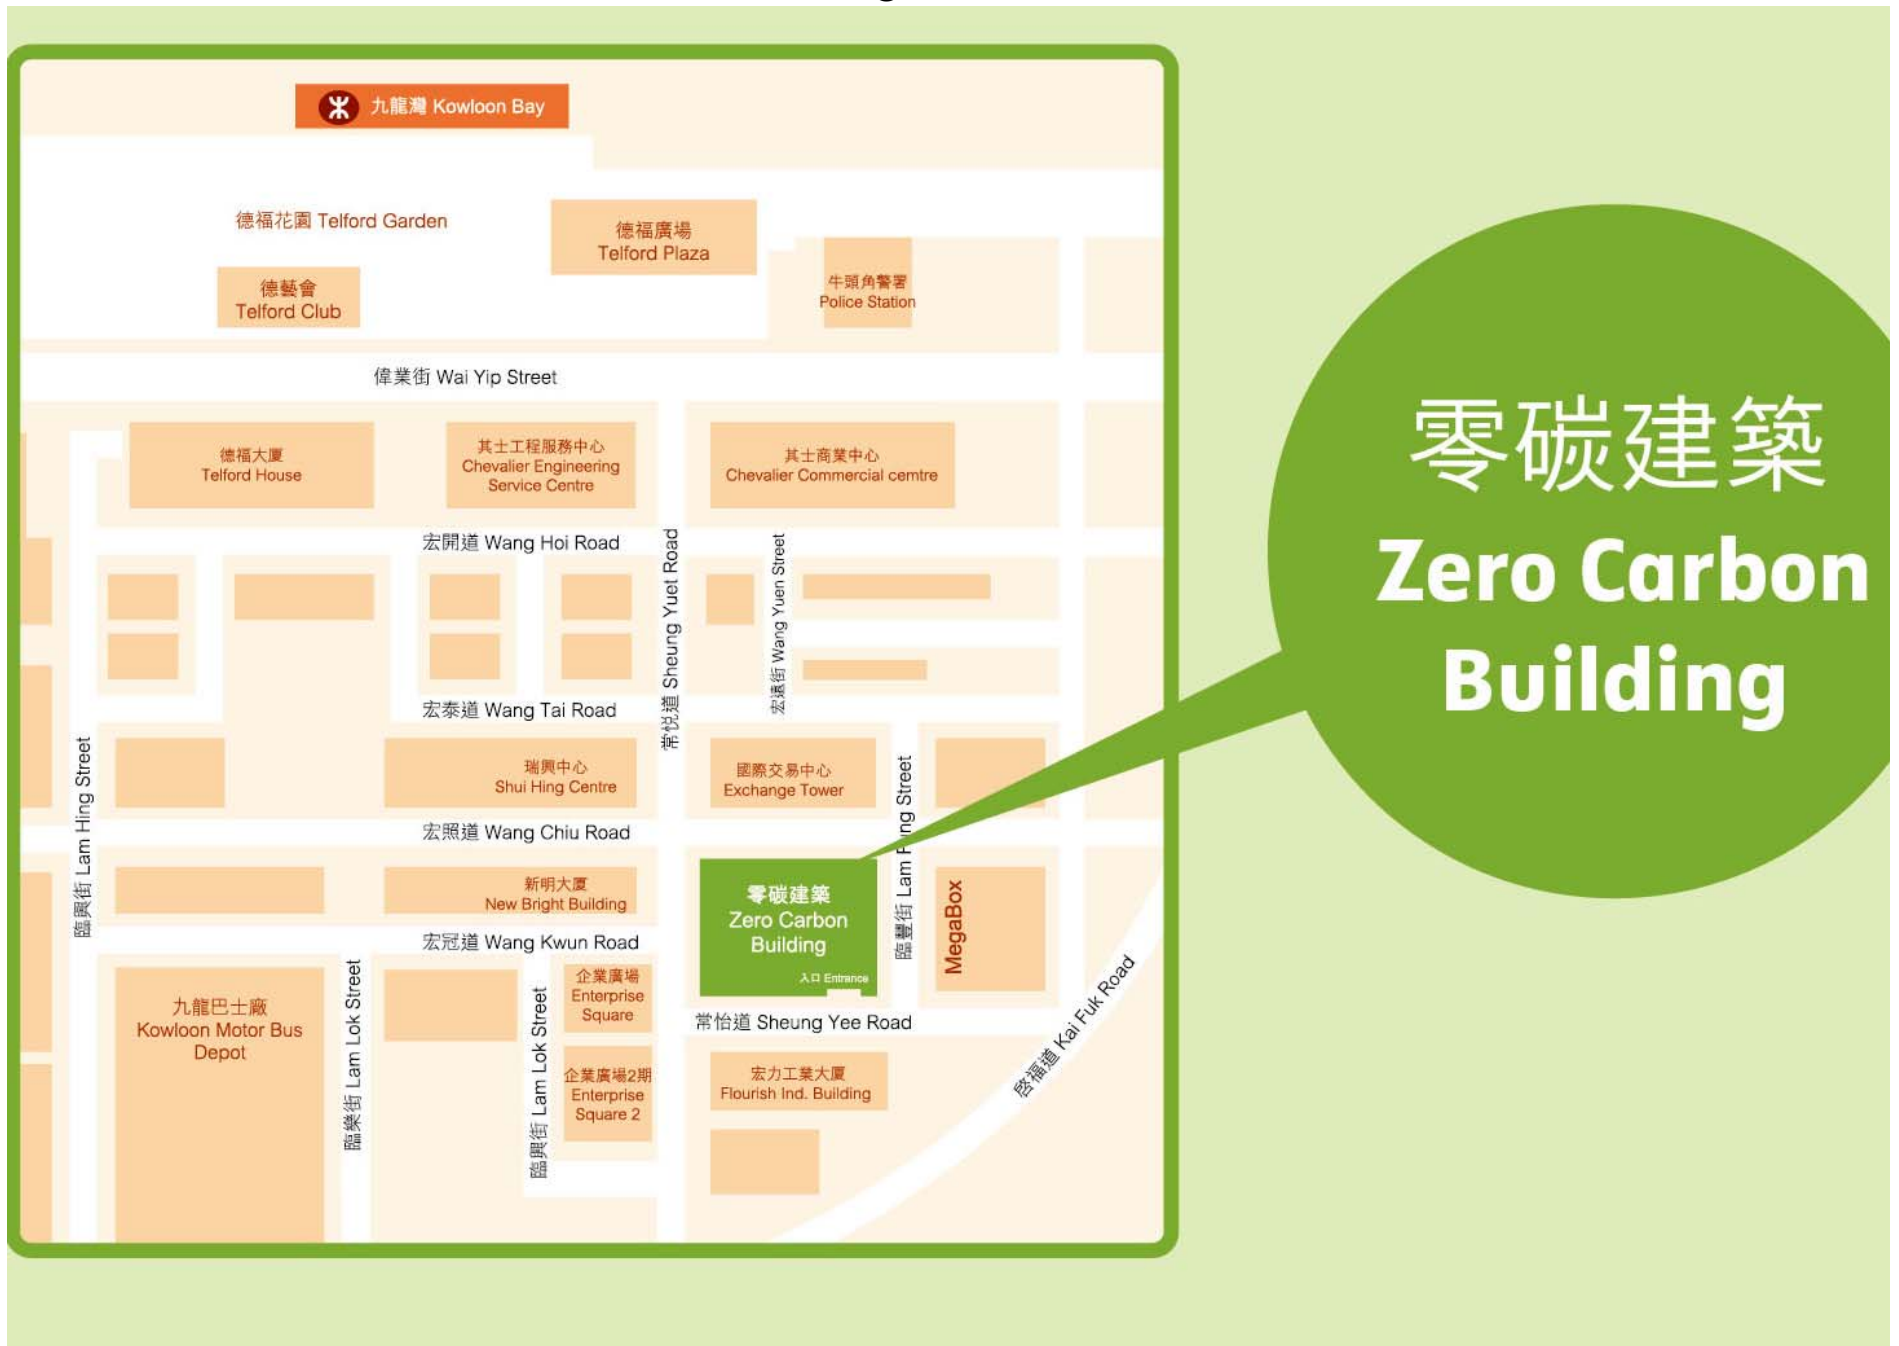 九龍灣 Kowloon Bay
德福花園 Telford Garden
德福廣場
Telford Plaza
德藝會
Telford Club
牛頭角警署
Police Station
偉業街 Wai Yip Street
德福大廈
Telford House
其士工程服務中心
Chevalier Engineering
Service Centre
其士商業中心
Chevalier Commercial cemtre
宏開道 Wang Hoi Road
常悦道 Sheung Yuet Road
宏遠街 Wang Yuen Street
宏泰道 Wang Tai Road
臨興街 Lam Hing Street
瑞興中心
Shui Hing Centre
國際交易中心
Exchange Tower
臨豐街 Lam Fung Street
宏照道 Wang Chiu Road
新明大廈
New Bright Building
零碳建築
Zero Carbon
Building
入口 Entrance
MegaBox
宏冠道 Wang Kwun Road
九龍巴士廠
Kowloon Motor Bus
Depot
臨樂街 Lam Lok Street
臨興街 Lam Lok Street
企業廣場
Enterprise
Square
企業廣場2期
Enterprise
Square 2
常怡道 Sheung Yee Road
宏力工業大廈
Flourish Ind. Building
啓福道 Kai Fuk Road
零碳建築
Zero Carbon
Building